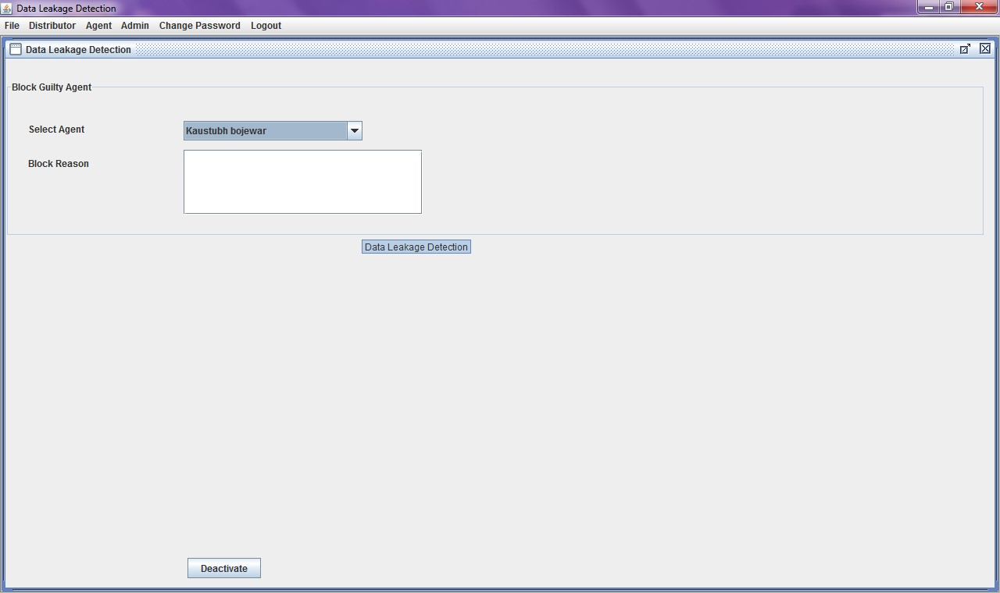 Data Leakage Detection
File Distributor Agent Admin Change Password Logout
Data Leakage Detection
Block Guilty Agent
Select Agent Kaustubh bojewar
Block Reason
Data Leakage Detection
Deactivate